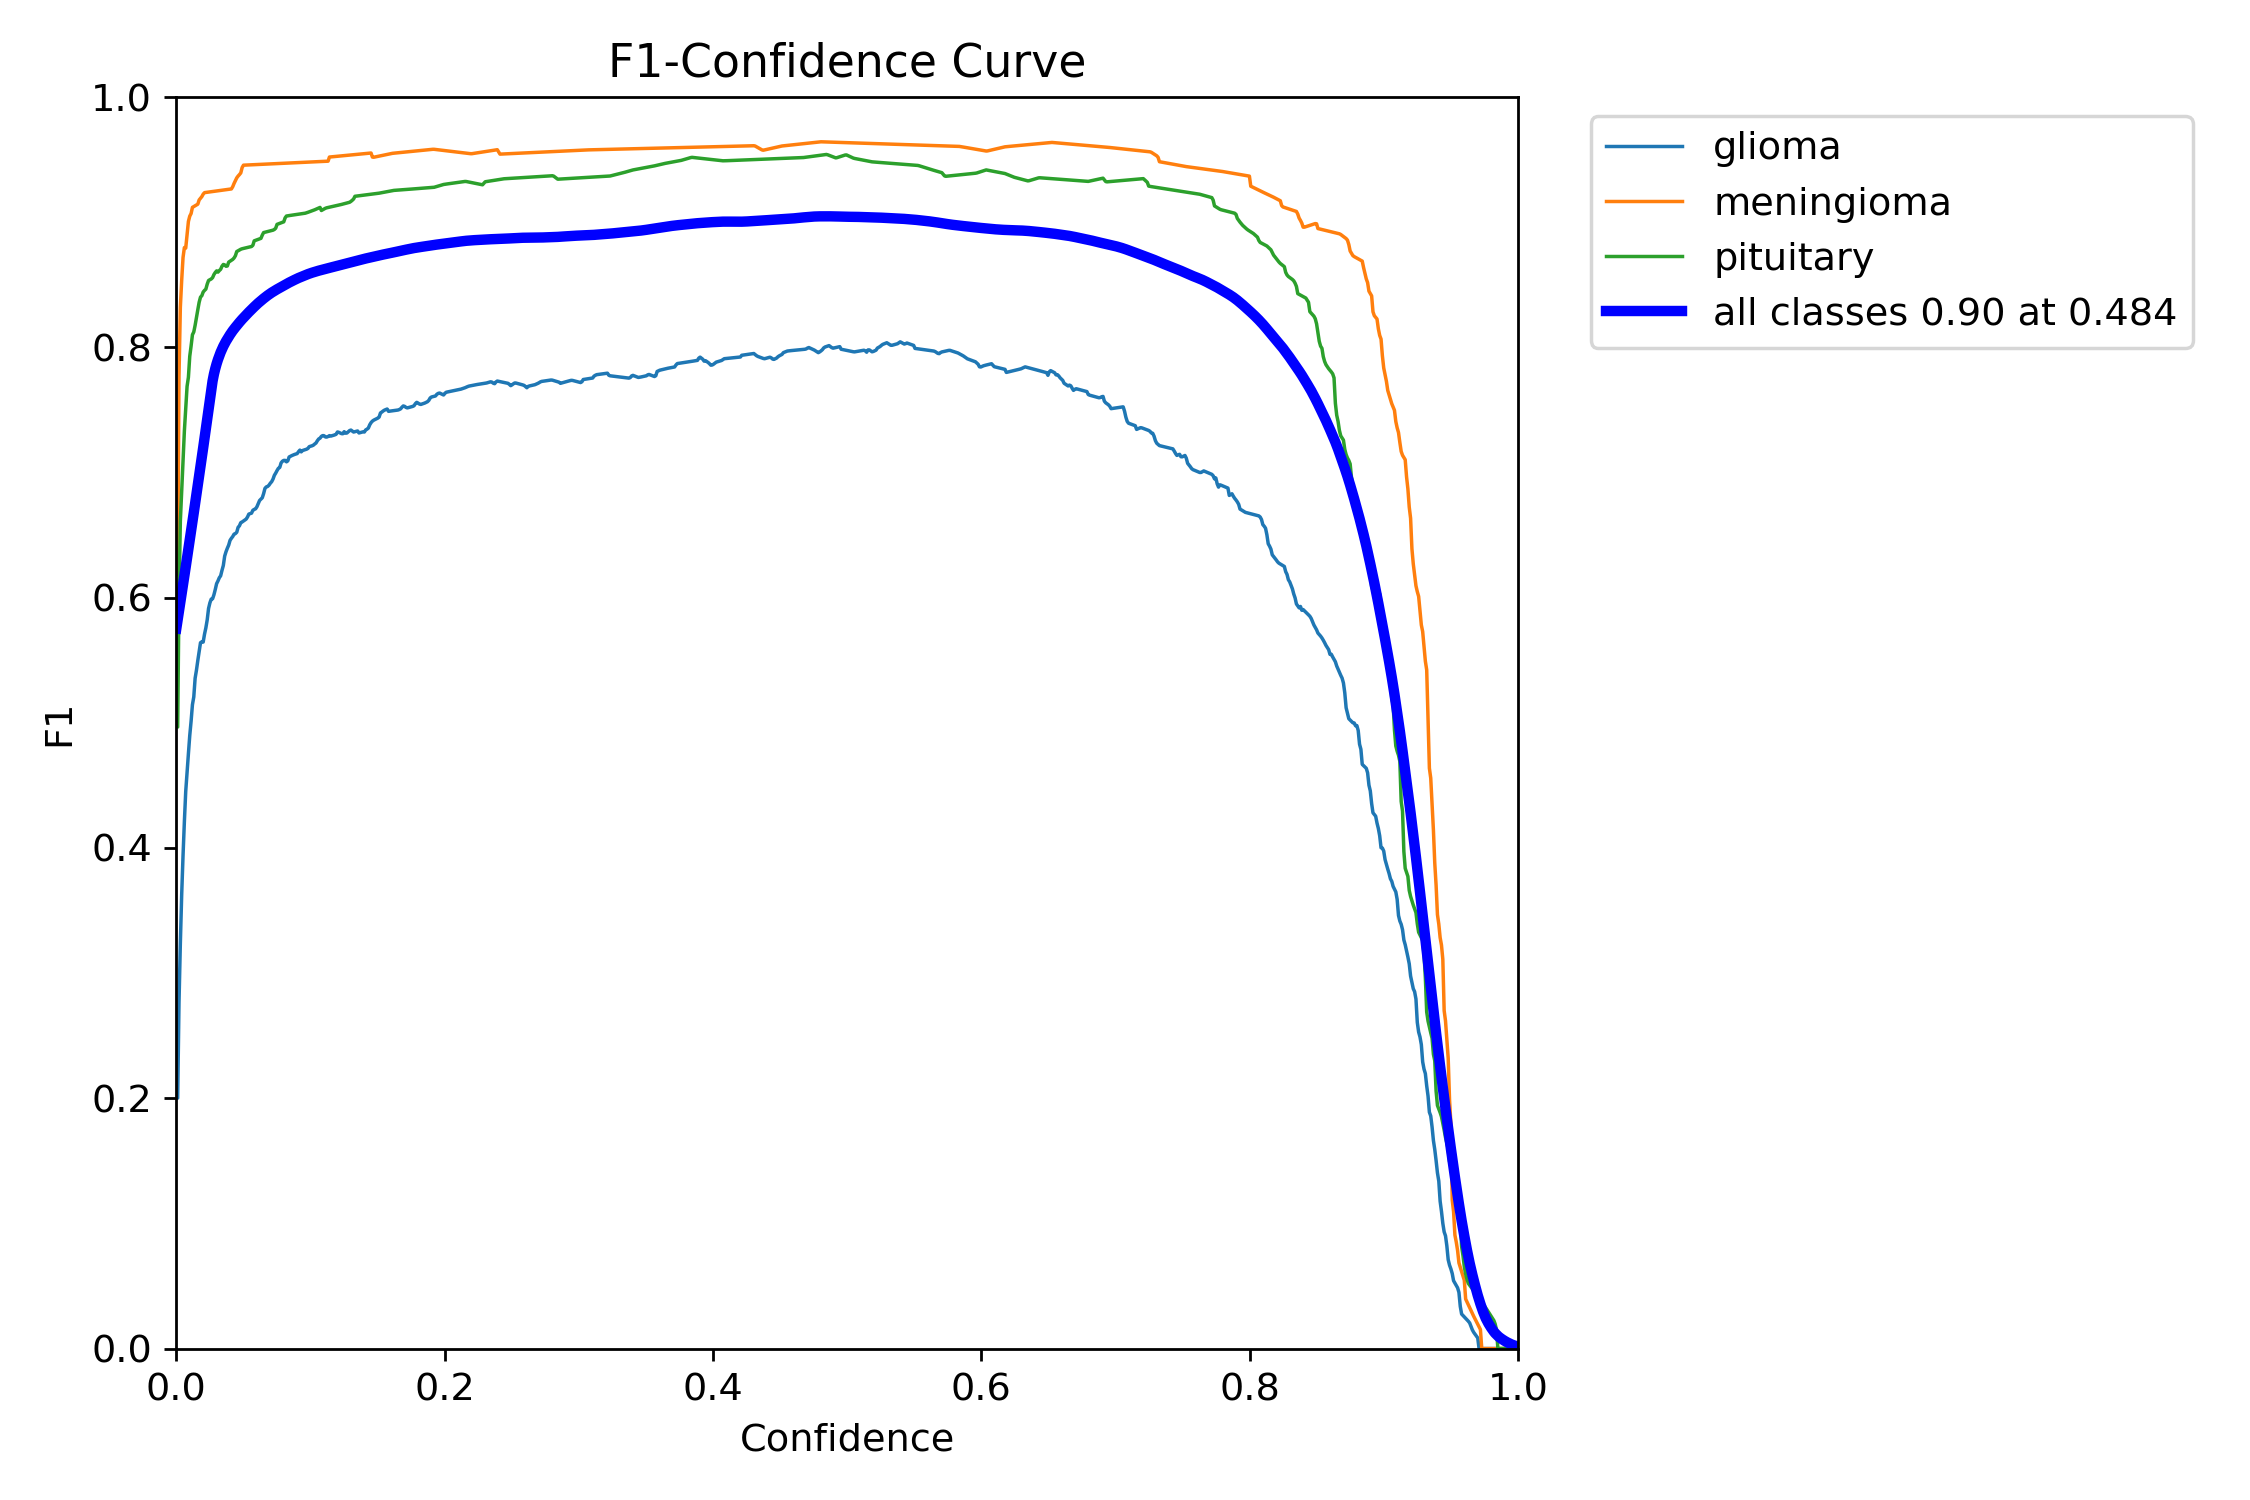 F1-Confidence Curve
1.0
0.8
0.6
0.4
0.2
0.0
F1
0.0 0.2 0.4 0.6 0.8 1.0
Confidence
glioma
meningioma
pituitary
all classes 0.90 at 0.484